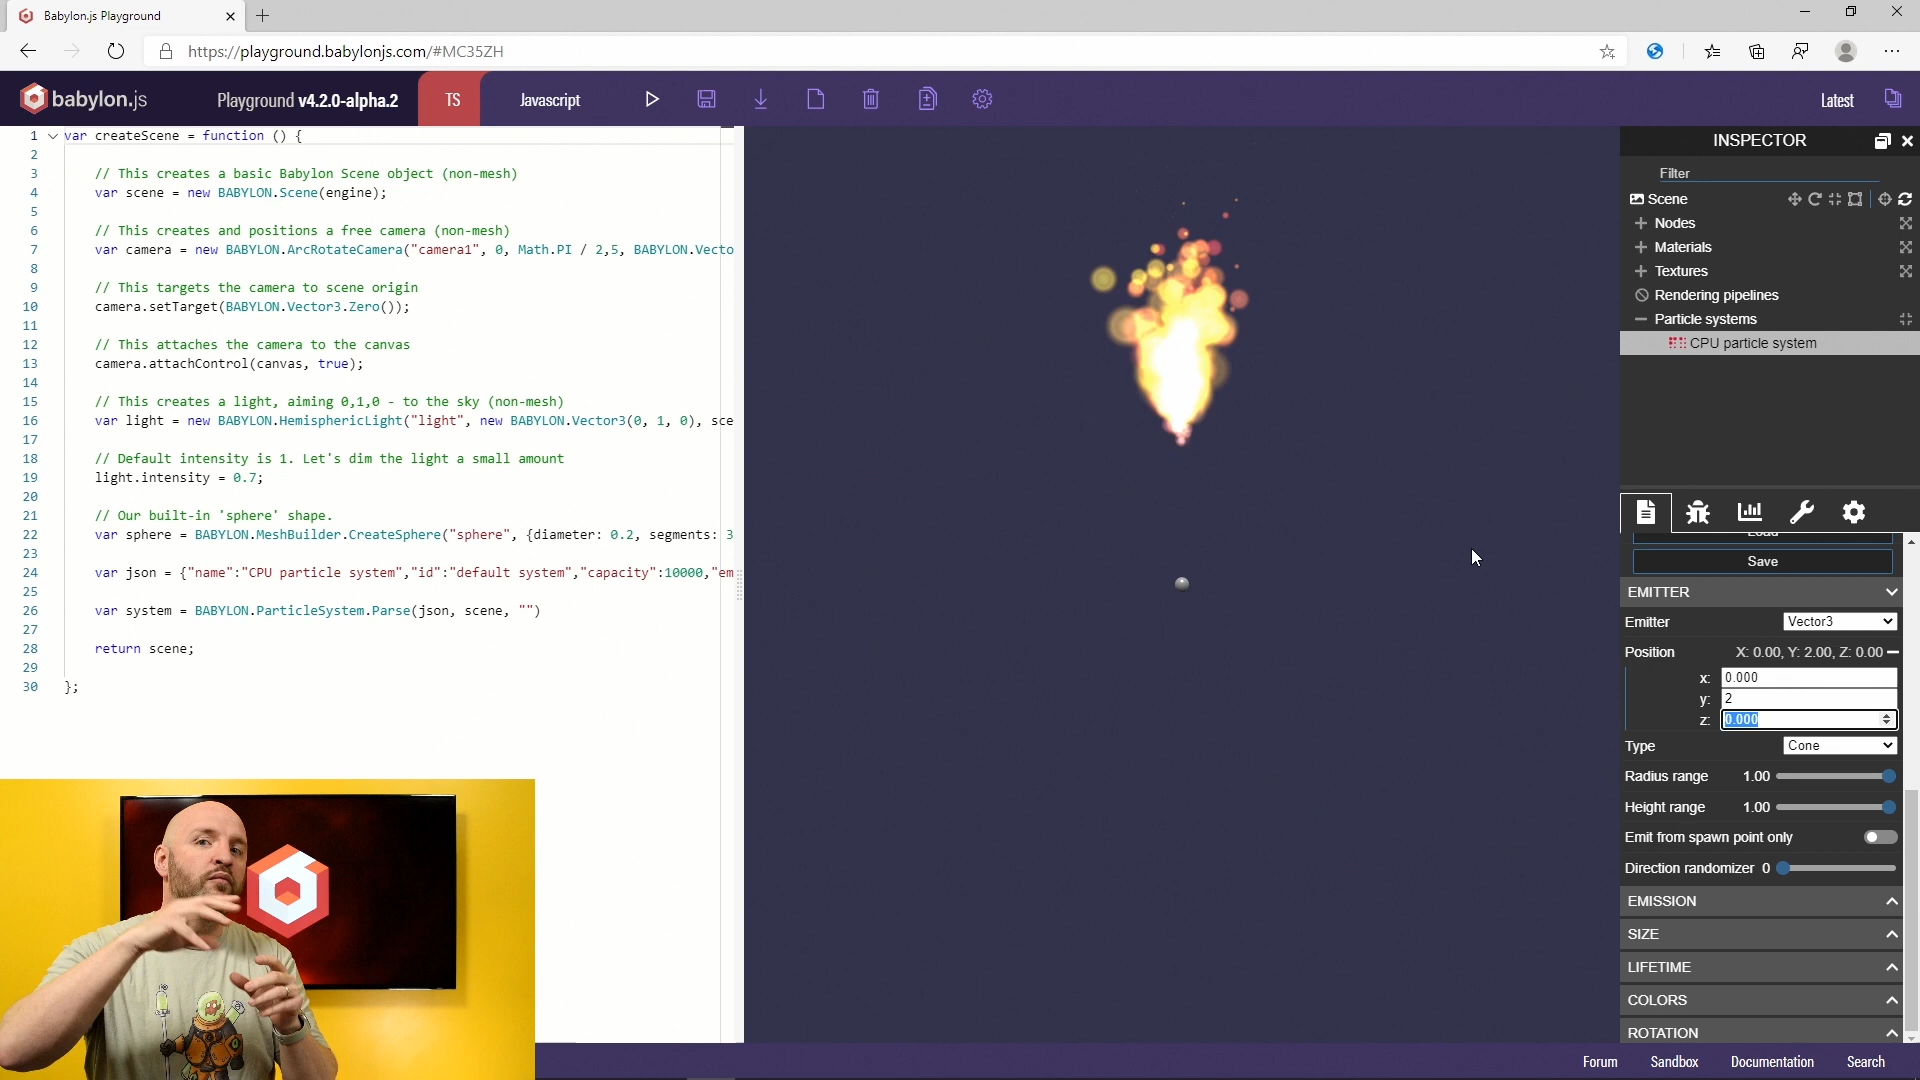 Babylon.js Playground
https://playground.babylonjs.com/#MC35ZH
babylon.js
Playground v4.2.0-alpha.2
TS
Javascript
Latest
1 var createScene = function () {
2
3 // This creates a basic Babylon Scene object (non-mesh)
4 var scene = new BABYLON.Scene(engine);
5
6 // This creates and positions a free camera (non-mesh)
7 var camera = new BABYLON.ArcRotateCamera("camera1", 0, Math.PI / 2,5, BABYLON.Vecto
8
9 // This targets the camera to scene origin
10 camera.setTarget(BABYLON.Vector3.Zero());
11
12 // This attaches the camera to the canvas
13 camera.attachControl(canvas, true);
14
15 // This creates a light, aiming 0,1,0 - to the sky (non-mesh)
16 var light = new BABYLON.HemisphericLight("light", new BABYLON.Vector3(0, 1, 0), sce
17
18 // Default intensity is 1. Let's dim the light a small amount
19 light.intensity = 0.7;
20
21 // Our built-in 'sphere' shape.
22 var sphere = BABYLON.MeshBuilder.CreateSphere("sphere", {diameter: 0.2, segments: 3
23
24 var json = {"name":"CPU particle system","id":"default system","capacity":10000,"em
25
26 var system = BABYLON.ParticleSystem.Parse(json, scene, "")
27
28 return scene;
29
30 };
INSPECTOR
Filter
Scene
Nodes
Materials
Textures
Rendering pipelines
Particle systems
CPU particle system
Load
Save
EMITTER
Emitter Vector3
Position X: 0.00, Y: 2.00, Z: 0.00
x: 0.000
y: 2
z: 0.000
Type Cone
Radius range 1.00
Height range 1.00
Emit from spawn point only
Direction randomizer 0
EMISSION
SIZE
LIFETIME
COLORS
ROTATION
Forum Sandbox Documentation Search